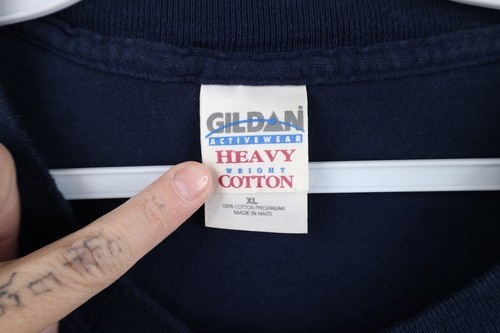 GILDAN
ACTIVEWEAR
HEAVY
WEIGHT
COTTON
XL
100% COTTON PRESHRUNK
MADE IN HAITI